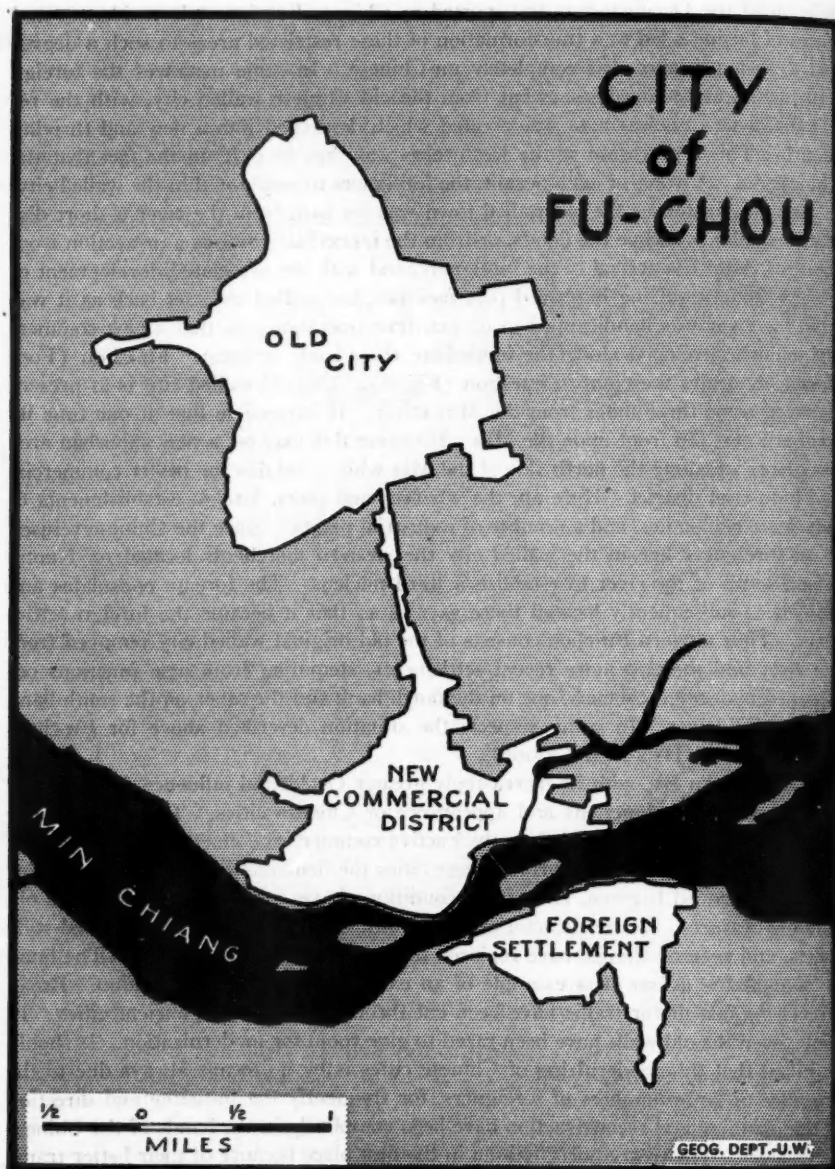 CITY
of
FU-CHOU
OLD
CITY
NEW
COMMERCIAL
DISTRICT
MIN CHIANG
FOREIGN
SETTLEMENT
½ 0 ½ 1
MILES
GEOG. DEPT.-U.W.